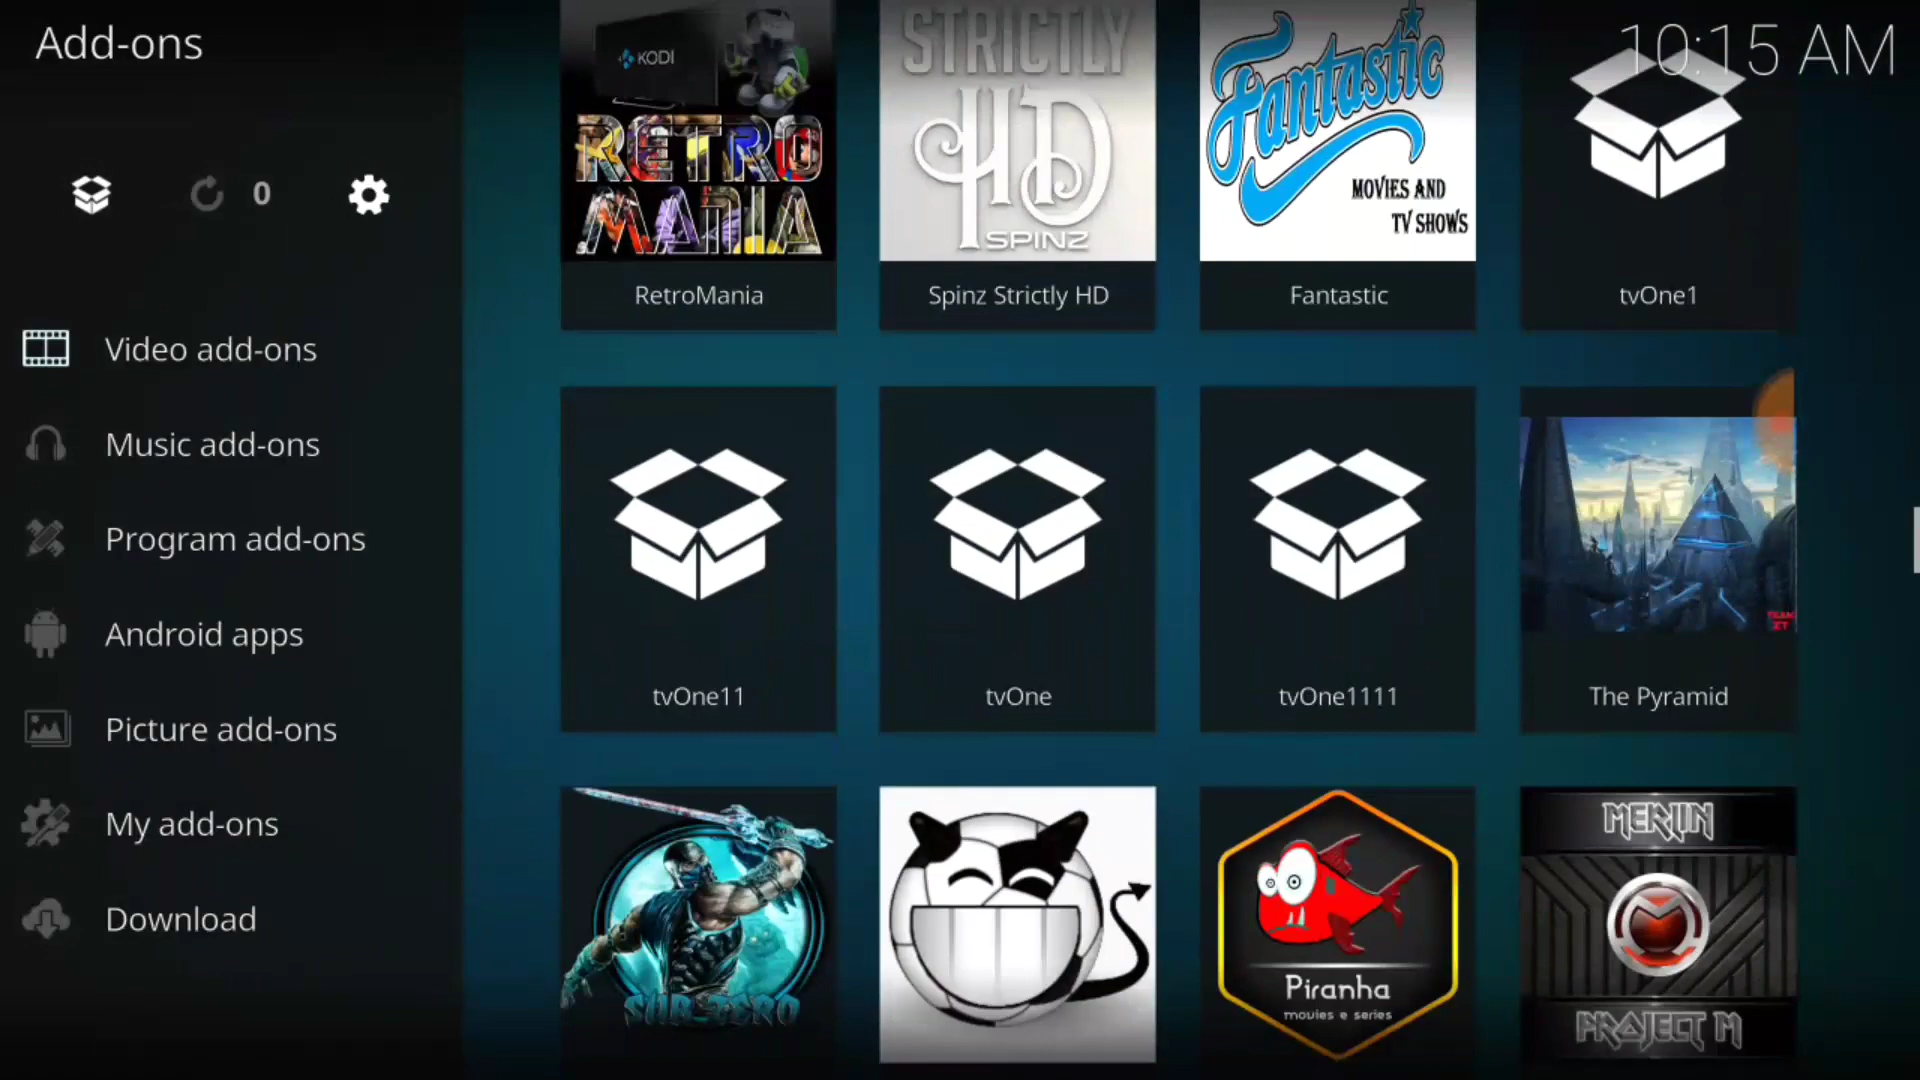 Add-ons
10:15 AM
0
Video add-ons
Music add-ons
Program add-ons
Android apps
Picture add-ons
My add-ons
Download
KODI
RETRO
MANIA
RetroMania
STRICTLY
HD
SPINZ
Spinz Strictly HD
Fantastic
MOVIES AND
TV SHOWS
Fantastic
tvOne1
tvOne11
tvOne
tvOne1111
The Pyramid
SUB-ZERO
Piranha
movies e series
MERLIN
PROJECT M